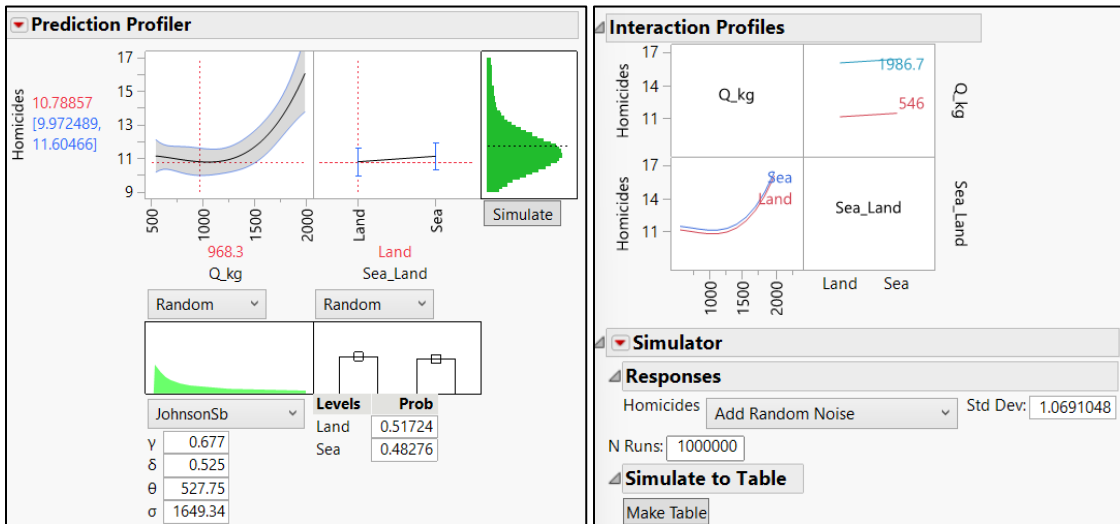 Prediction Profiler
Homicides
10.78857
[9.972489,
11.60466]
17
15
13
12
11
9
500
1000
1500
2000
Land
Sea
Simulate
968.3
Land
Q_kg
Sea_Land
Random
Random
JohnsonSb
Levels Prob
Land 0.51724
Sea 0.48276
γ 0.677
δ 0.525
θ 527.75
σ 1649.34
Interaction Profiles
Homicides
17
14
11
Q_kg
1986.7
546
Q_kg
Homicides
17
14
11
Sea
Land
Sea_Land
Sea_Land
1000
1500
2000
Land Sea
Simulator
Responses
Homicides Add Random Noise Std Dev: 1.0691048
N Runs: 1000000
Simulate to Table
Make Table